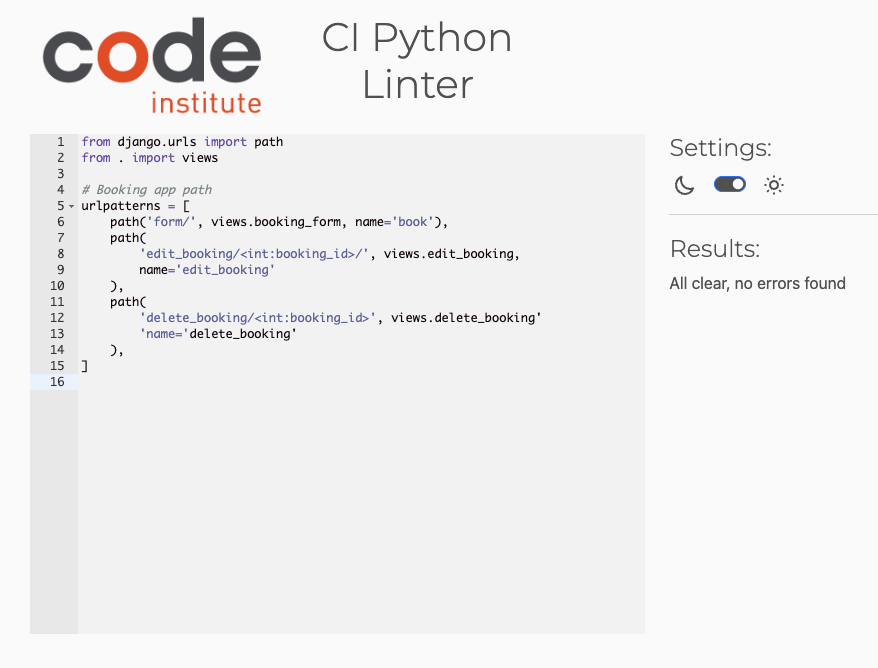 code
institute
CI Python
Linter
1 from django.urls import path
2 from . import views
3
4 # Booking app path
5 urlpatterns = [
6     path('form/', views.booking_form, name='book'),
7     path(
8         'edit_booking/<int:booking_id>/', views.edit_booking,
9         name='edit_booking'
10     ),
11     path(
12         'delete_booking/<int:booking_id>', views.delete_booking'
13         'name='delete_booking'
14     ),
15 ]
16
Settings:
Results:
All clear, no errors found